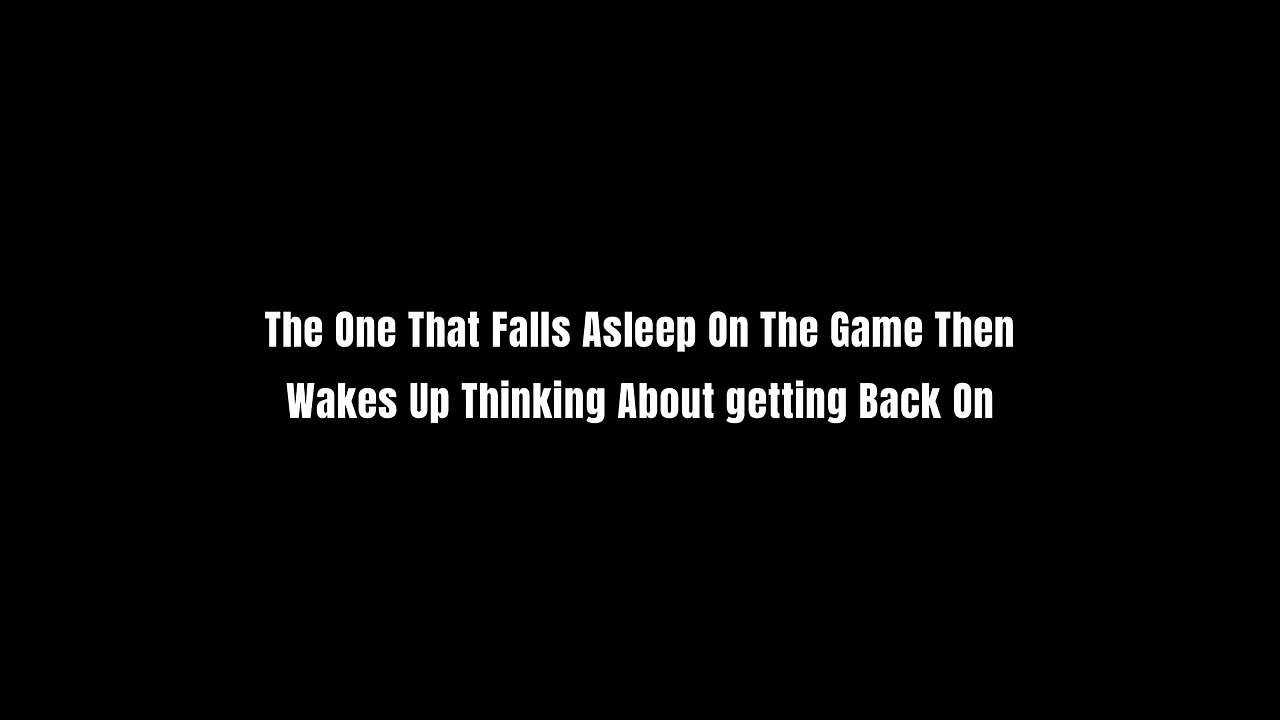 The One That Falls Asleep On The Game Then
Wakes Up Thinking About getting Back On